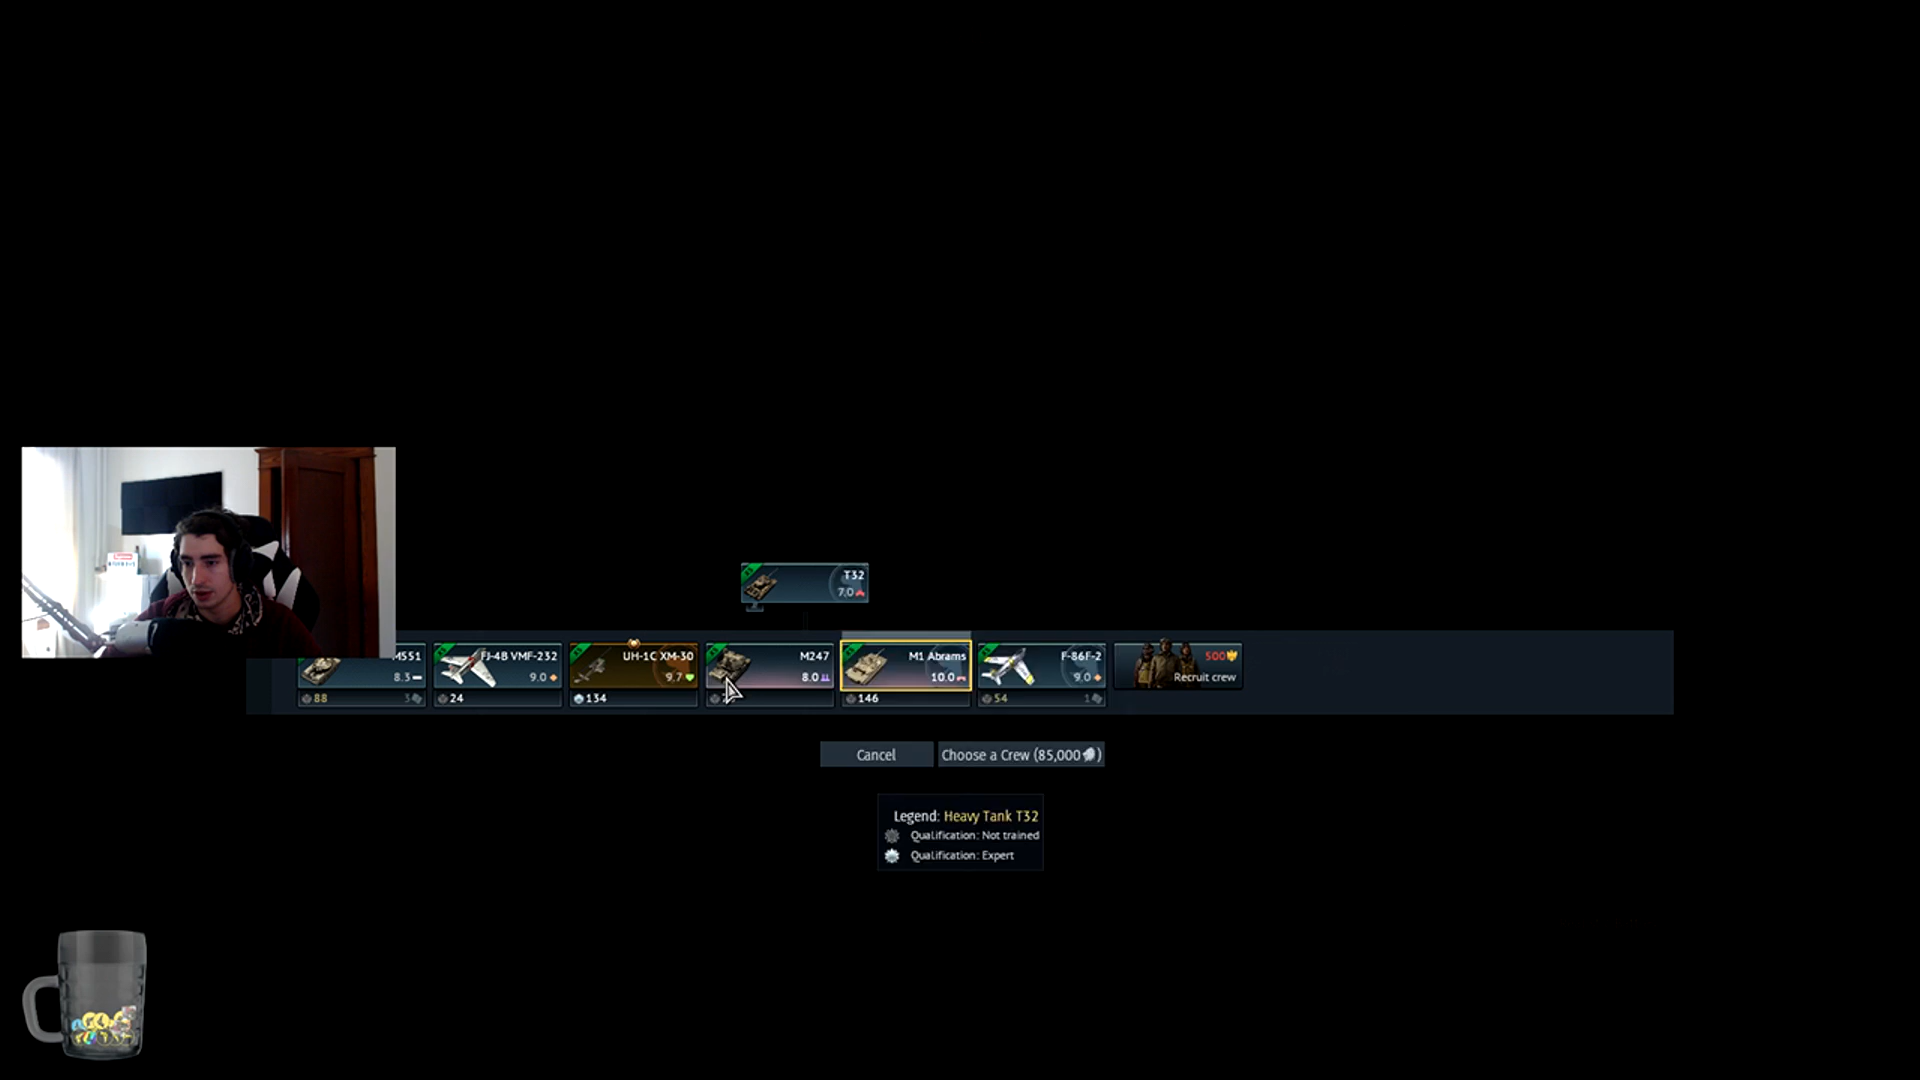 T32
7.0
M551
8.3
88
3
FJ-4B VMF-232
9.0
24
UH-1C XM-30
9.7
134
M247
8.0
M1 Abrams
10.0
146
F-86F-2
9.0
54
1
500
Recruit crew
Cancel
Choose a Crew (85,000)
Legend: Heavy Tank T32
Qualification: Not trained
Qualification: Expert